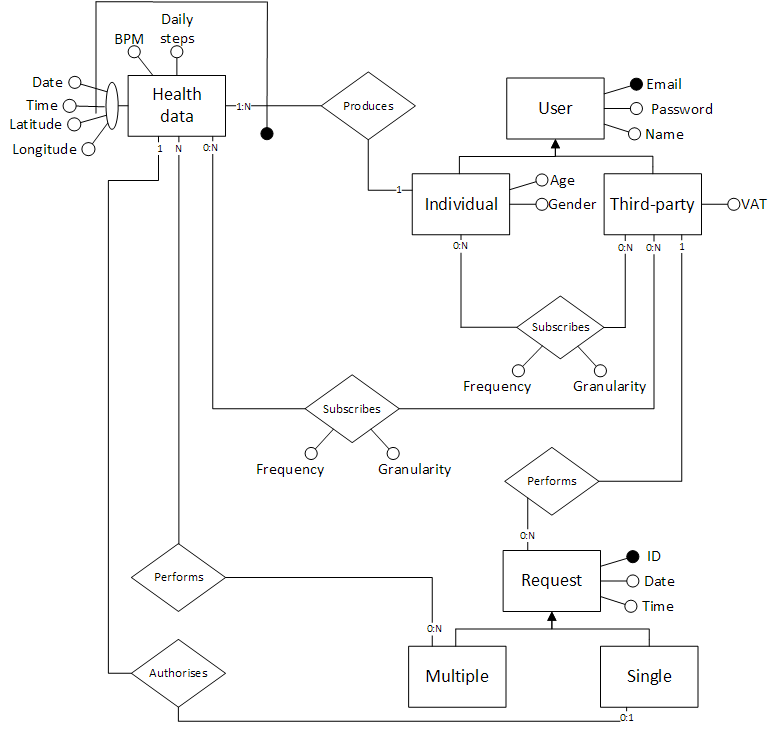 Daily
steps
BPM
Date
Time
Latitude
Longitude
Health
data
1:N
Produces
User
Email
Password
Name
1
N
0:N
1
Individual
Age
Gender
Third-party
VAT
0:N
0:N
0:N
1
Subscribes
Frequency
Granularity
Subscribes
Frequency
Granularity
Performs
0:N
Request
ID
Date
Time
Performs
0:N
Multiple
Single
Authorises
0:1